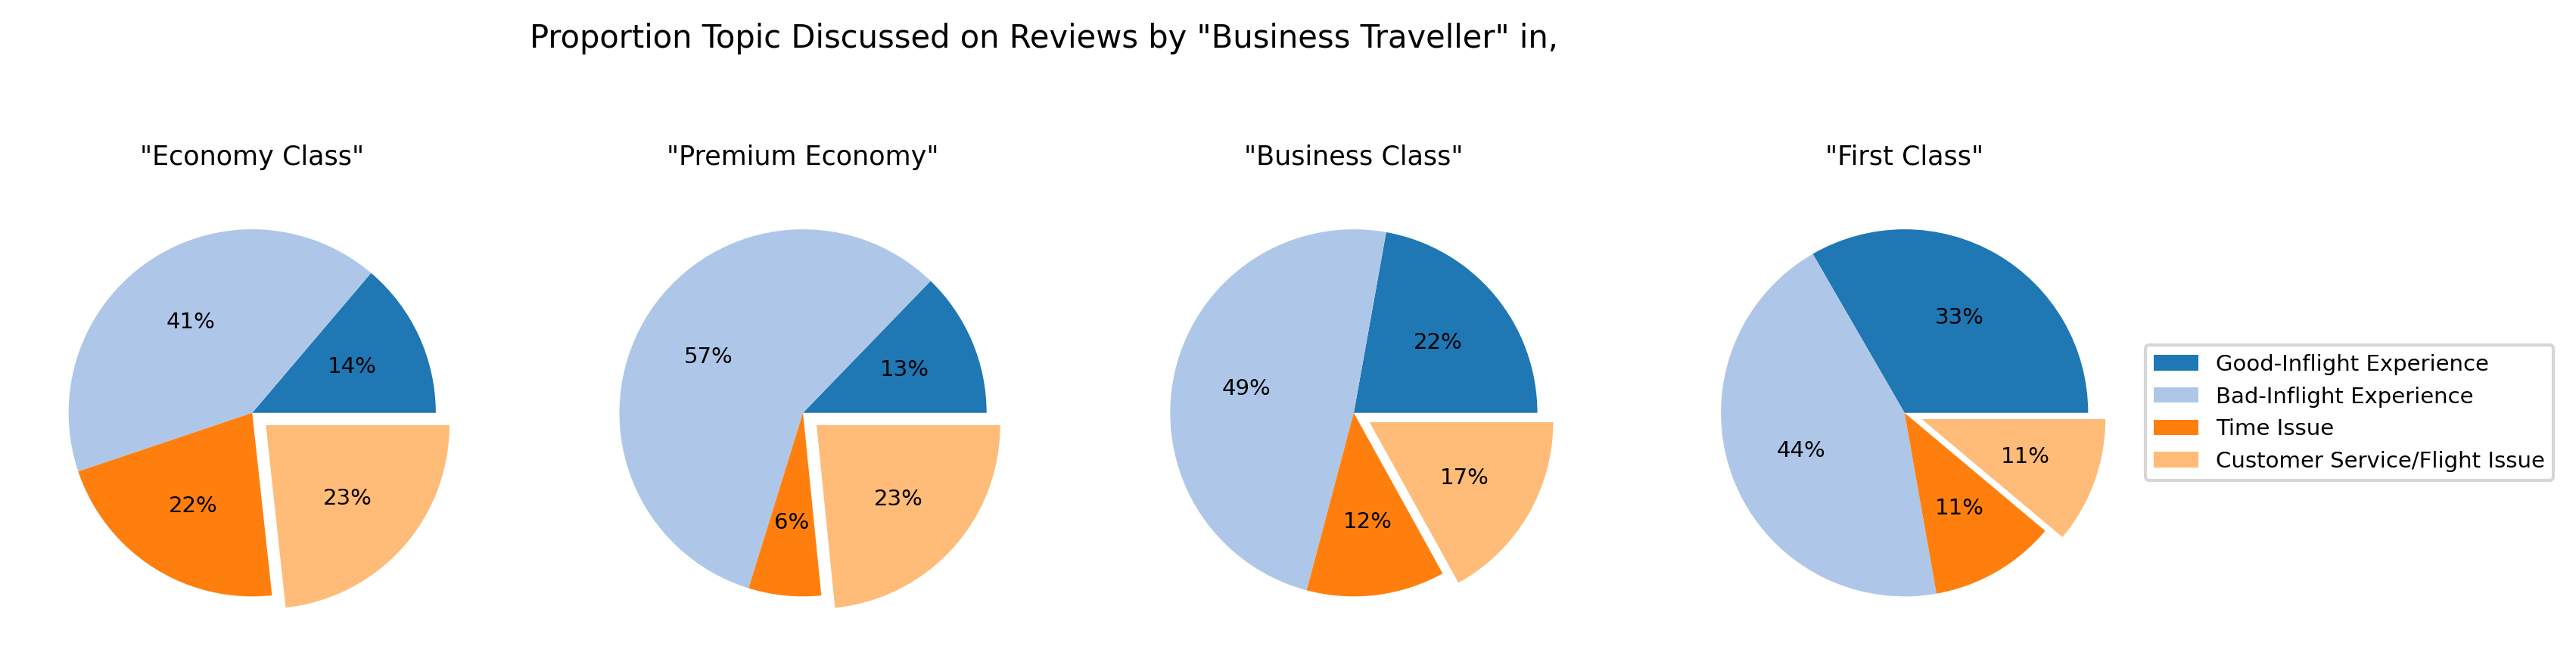 Proportion Topic Discussed on Reviews by "Business Traveller" in,
"Economy Class"
41%
14%
22%
23%
"Premium Economy"
57%
13%
6%
23%
"Business Class"
22%
49%
17%
12%
"First Class"
33%
44%
11%
11%
Good-Inflight Experience
Bad-Inflight Experience
Time Issue
Customer Service/Flight Issue